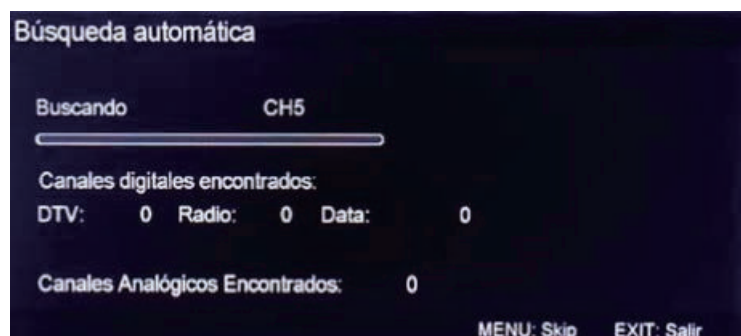 Búsqueda automática
Buscando CH5
Canales digitales encontrados:
DTV: 0 Radio: 0 Data: 0
Canales Analógicos Encontrados: 0
MENU: Skip EXIT: Salir